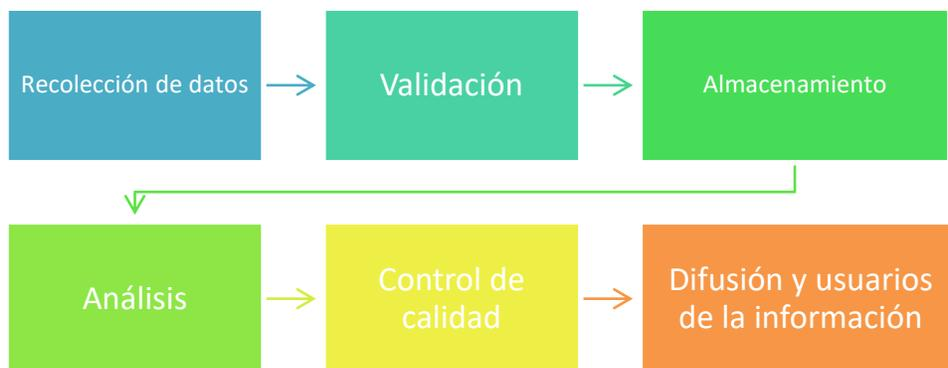 Recolección de datos
Validación
Almacenamiento
Análisis
Control de
calidad
Difusión y usuarios
de la información